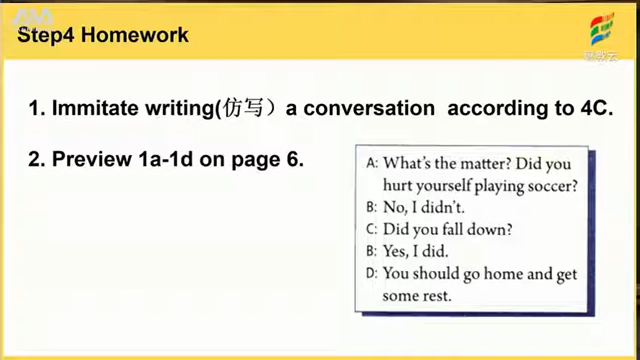 Step4 Homework
1. Immitate writing(仿写）a conversation according to 4C.
2. Preview 1a-1d on page 6.
A: What's the matter? Did you
hurt yourself playing soccer?
B: No, I didn't.
C: Did you fall down?
B: Yes, I did.
D: You should go home and get
some rest.